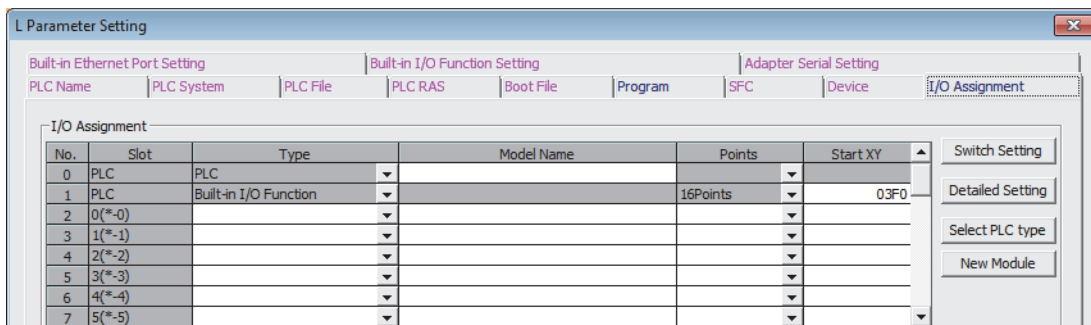 L Parameter Setting
Built-in Ethernet Port Setting Built-in I/O Function Setting Adapter Serial Setting
PLC Name PLC System PLC File PLC RAS Boot File Program SFC Device I/O Assignment
I/O Assignment
No. Slot Type Model Name Points Start XY
0 PLC PLC
1 PLC Built-in I/O Function 16Points 03F0
2 0(*-0)
3 1(*-1)
4 2(*-2)
5 3(*-3)
6 4(*-4)
7 5(*-5)
Switch Setting
Detailed Setting
Select PLC type
New Module